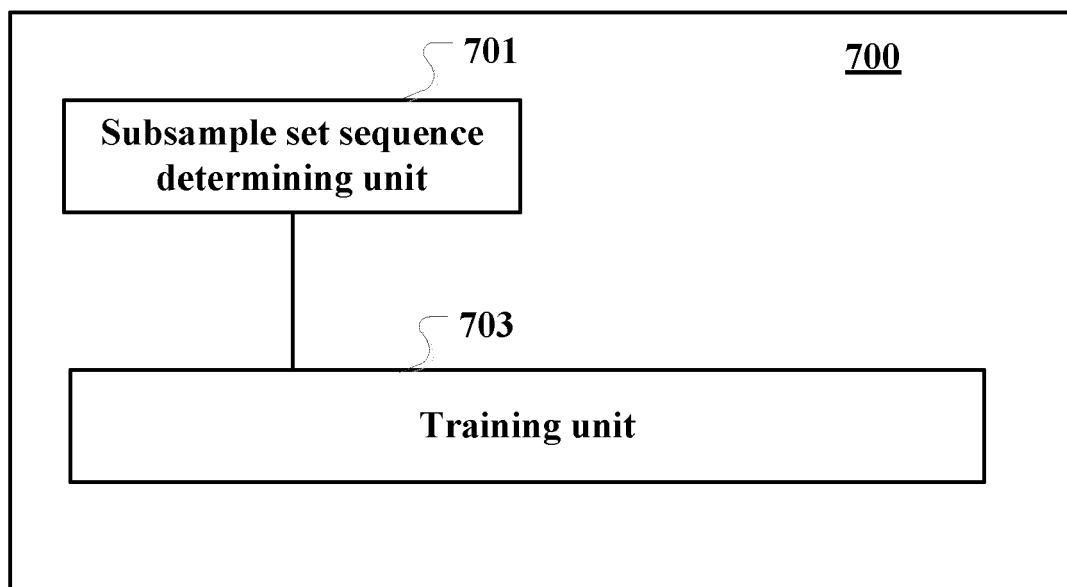 701
700
Subsample set sequence
determining unit
703
Training unit